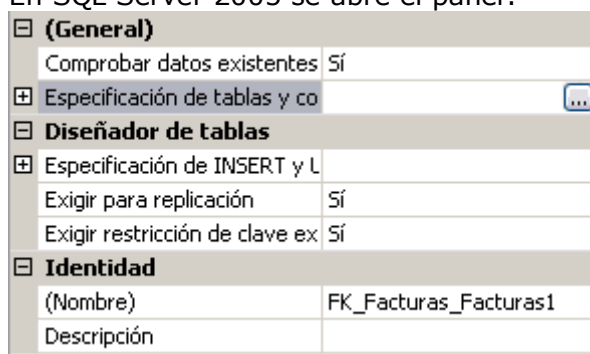 En SQL Server 2005 se abre el panel:
(General)
Comprobar datos existentes Sí
Especificación de tablas y co ...
Diseñador de tablas
Especificación de INSERT y U
Exigir para replicación Sí
Exigir restricción de clave ex Sí
Identidad
(Nombre) FK_Facturas_Facturas1
Descripción